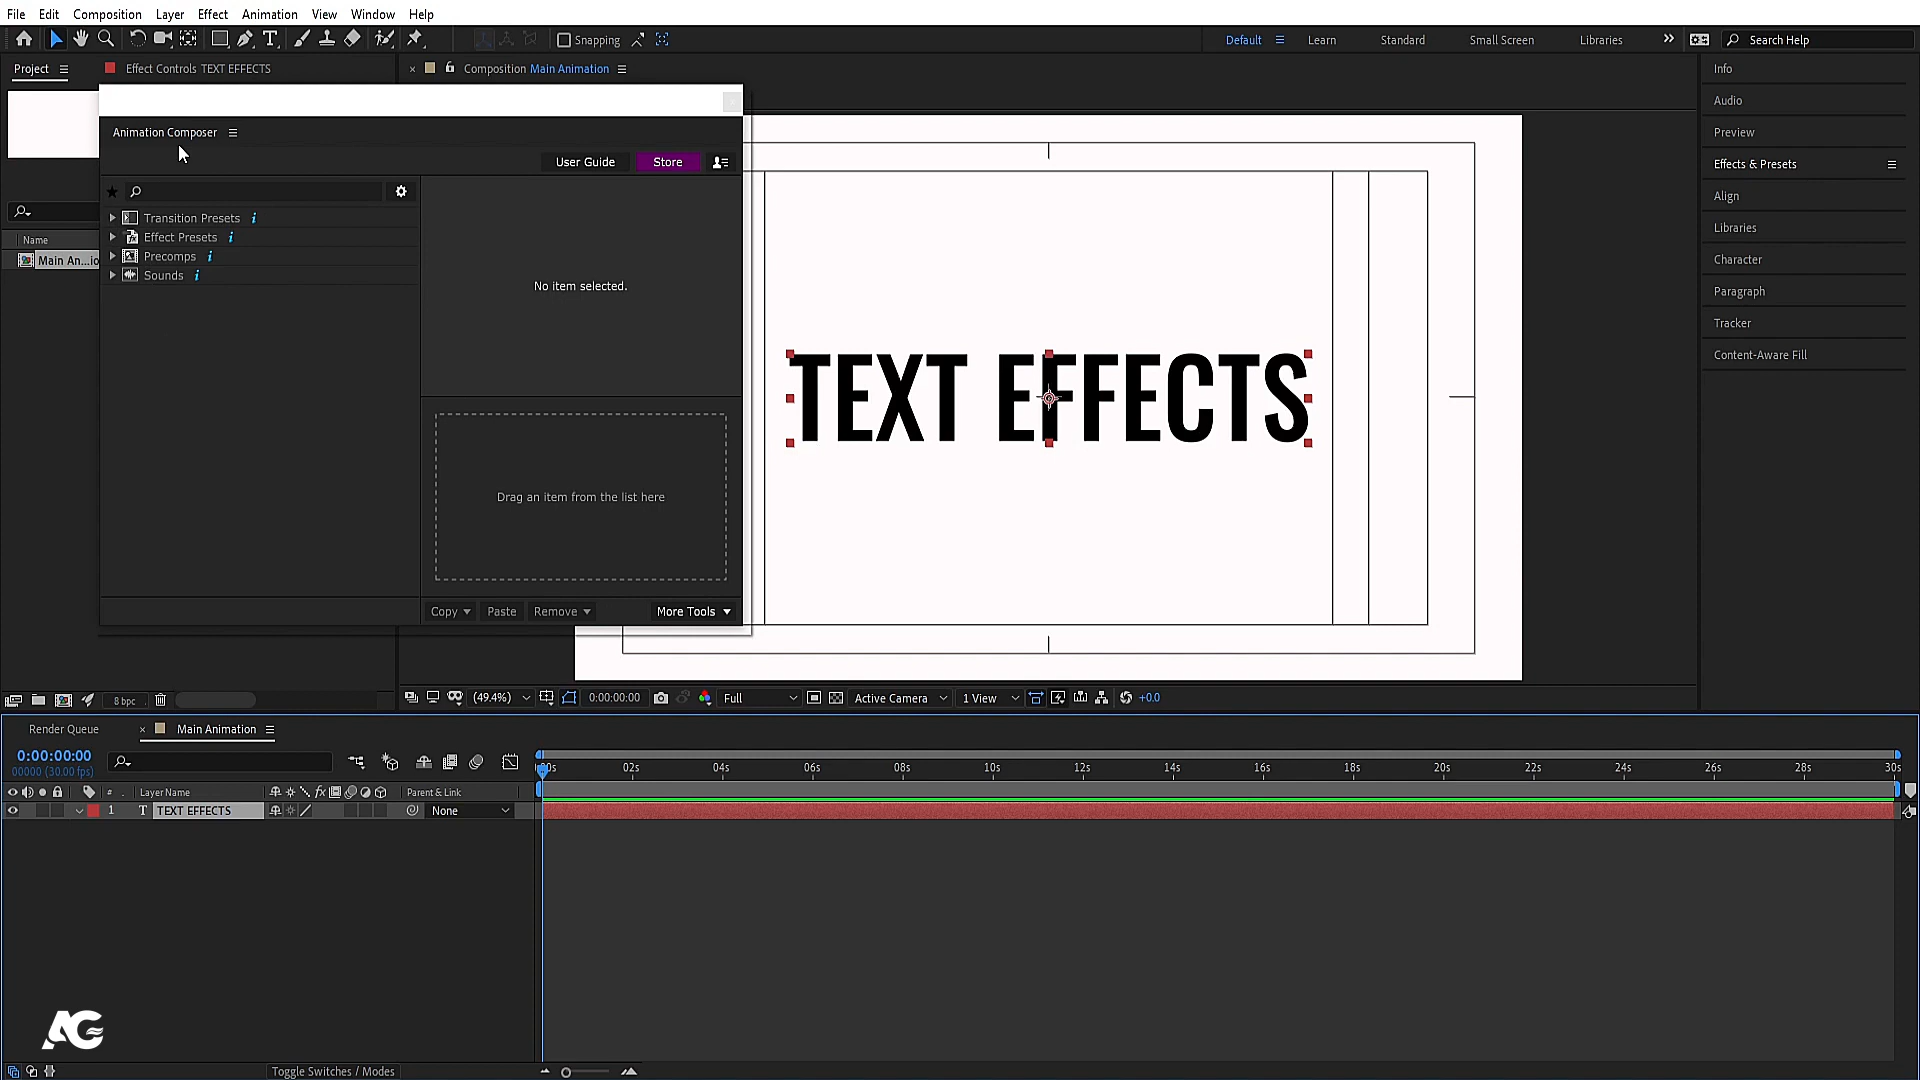 File Edit Composition Layer Effect Animation View Window Help
Snapping
Default Learn Standard Small Screen Libraries Search Help
Project Effect Controls TEXT EFFECTS Composition Main Animation
Info
Audio
Preview
Effects & Presets
Align
Libraries
Character
Paragraph
Tracker
Content-Aware Fill
Animation Composer
User Guide Store
Transition Presets i
Effect Presets i
Precomps i
Sounds i
No item selected.
Drag an item from the list here
Copy Paste Remove More Tools
Name
Main An...io
TEXT EFFECTS
8 bpc
(49.4%) 0:00:00:00 Full Active Camera 1 View +0.0
Render Queue Main Animation
0:00:00:00
00000 (30.00 fps)
02s 04s 06s 08s 10s 12s 14s 16s 18s 20s 22s 24s 26s 28s 30s
# Layer Name fx Parent & Link
1 T TEXT EFFECTS None
AG
Toggle Switches / Modes